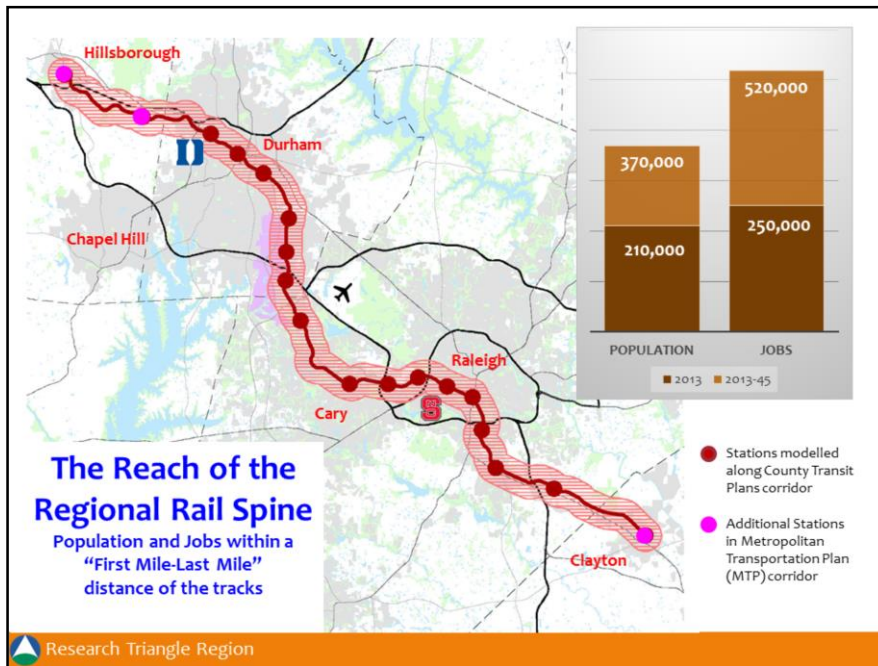 Hillsborough
Durham
Chapel Hill
Raleigh
Cary
Clayton
The Reach of the
Regional Rail Spine
Population and Jobs within a
“First Mile-Last Mile”
distance of the tracks
520,000
370,000
250,000
210,000
POPULATION
JOBS
2013
2013-45
Stations modelled
along County Transit
Plans corridor
Additional Stations
in Metropolitan
Transportation Plan
(MTP) corridor
D
S
Research Triangle Region